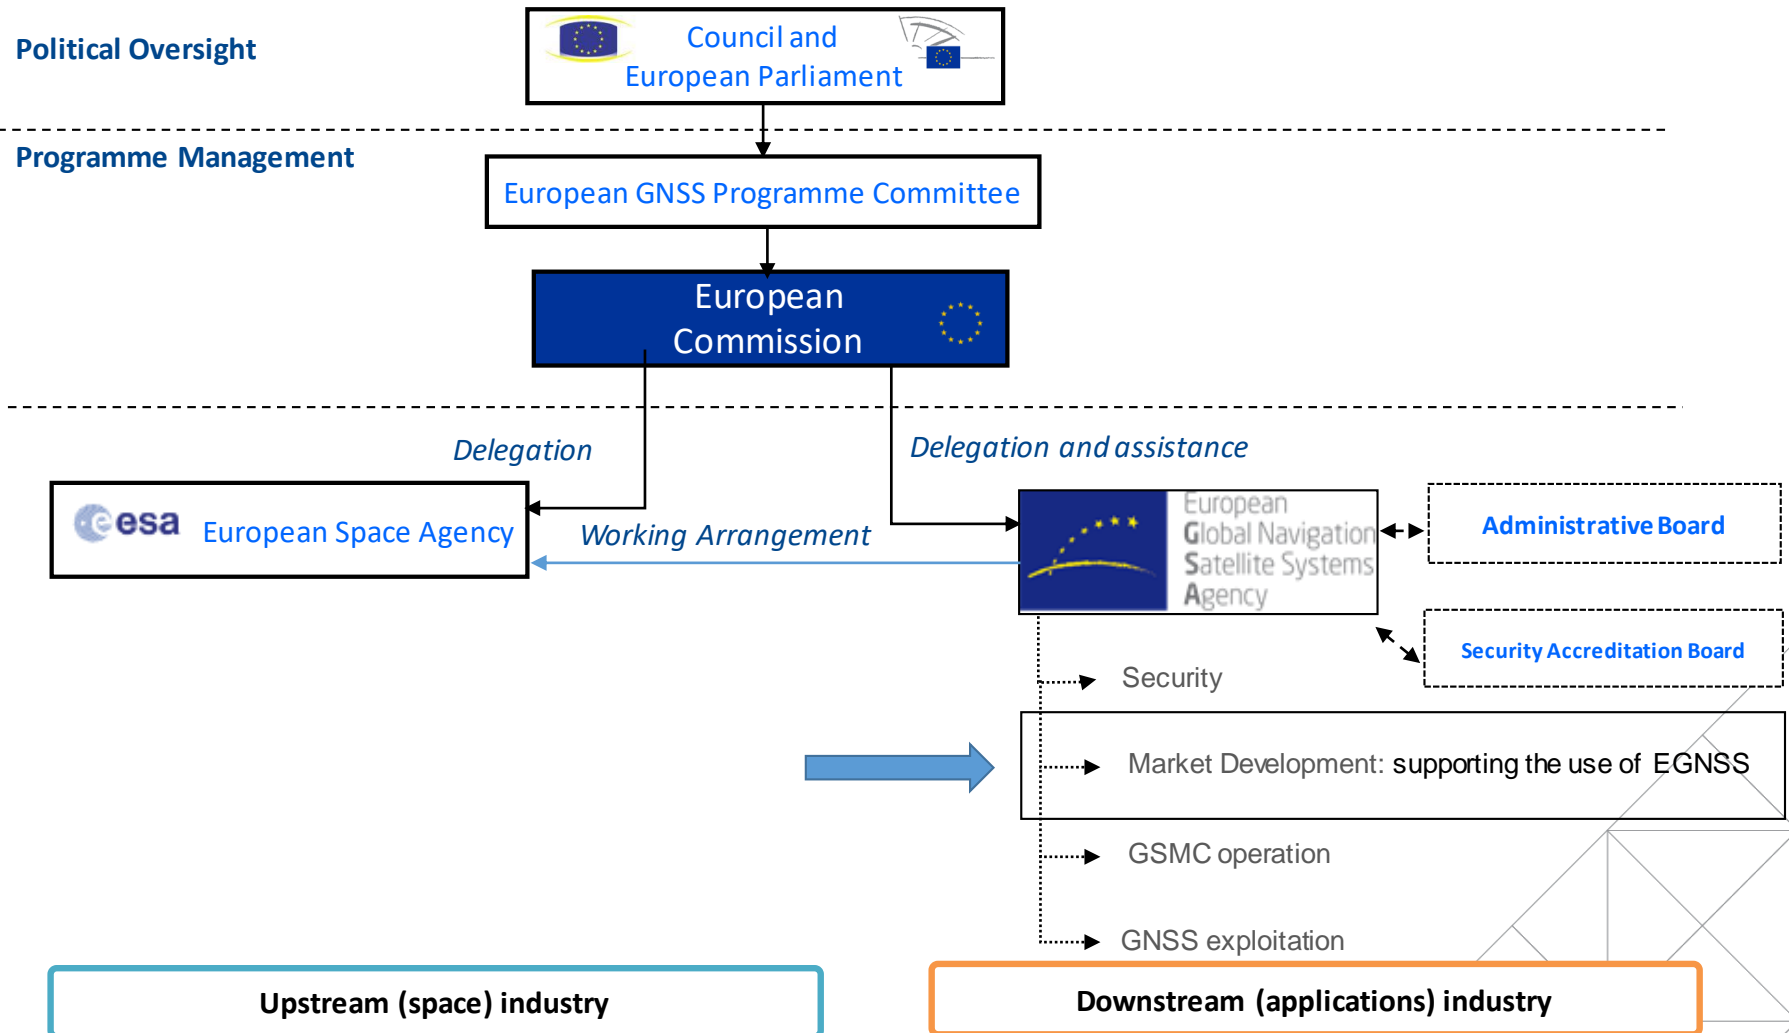 Political Oversight
Council and
European Parliament
Programme Management
European GNSS Programme Committee
European
Commission
Delegation
Delegation and assistance
esa European Space Agency
Working Arrangement
European
Global Navigation
Satellite Systems
Agency
Administrative Board
Security Accreditation Board
Security
Market Development: supporting the use of EGNSS
GSMC operation
GNSS exploitation
Upstream (space) industry
Downstream (applications) industry